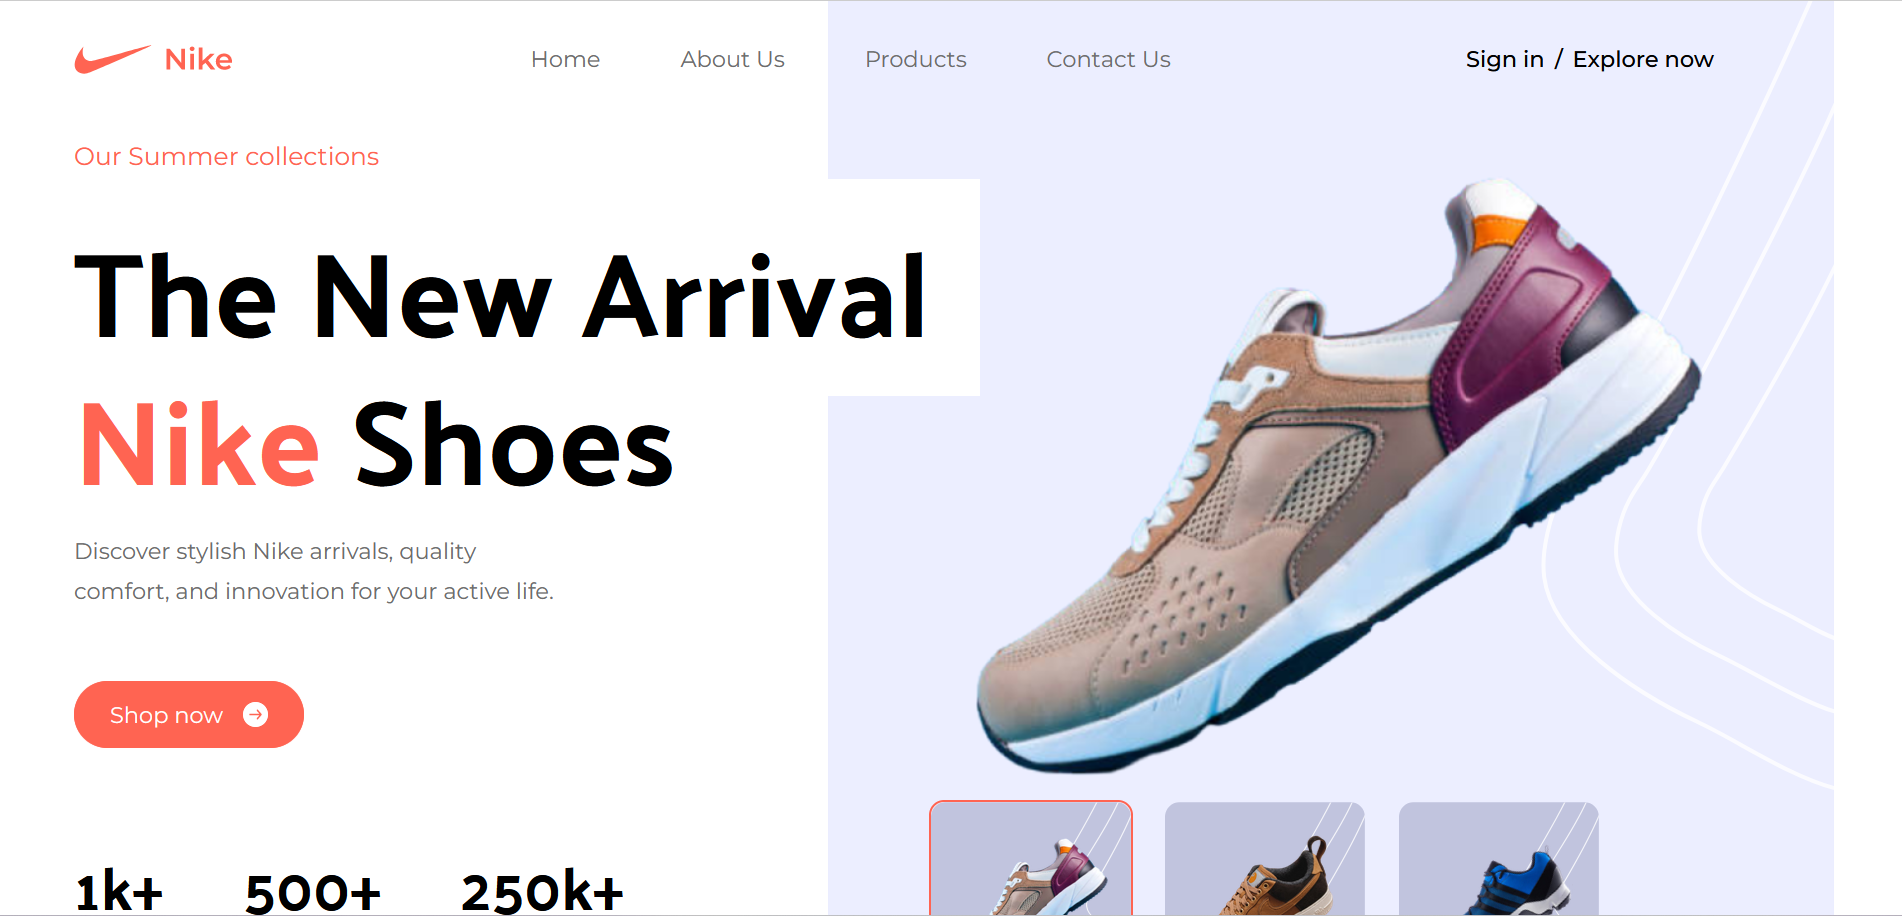 Nike
Home About Us Products Contact Us Sign in / Explore now
Our Summer collections
The New Arrival
Nike Shoes
Discover stylish Nike arrivals, quality
comfort, and innovation for your active life.
Shop now
1k+ 500+ 250k+